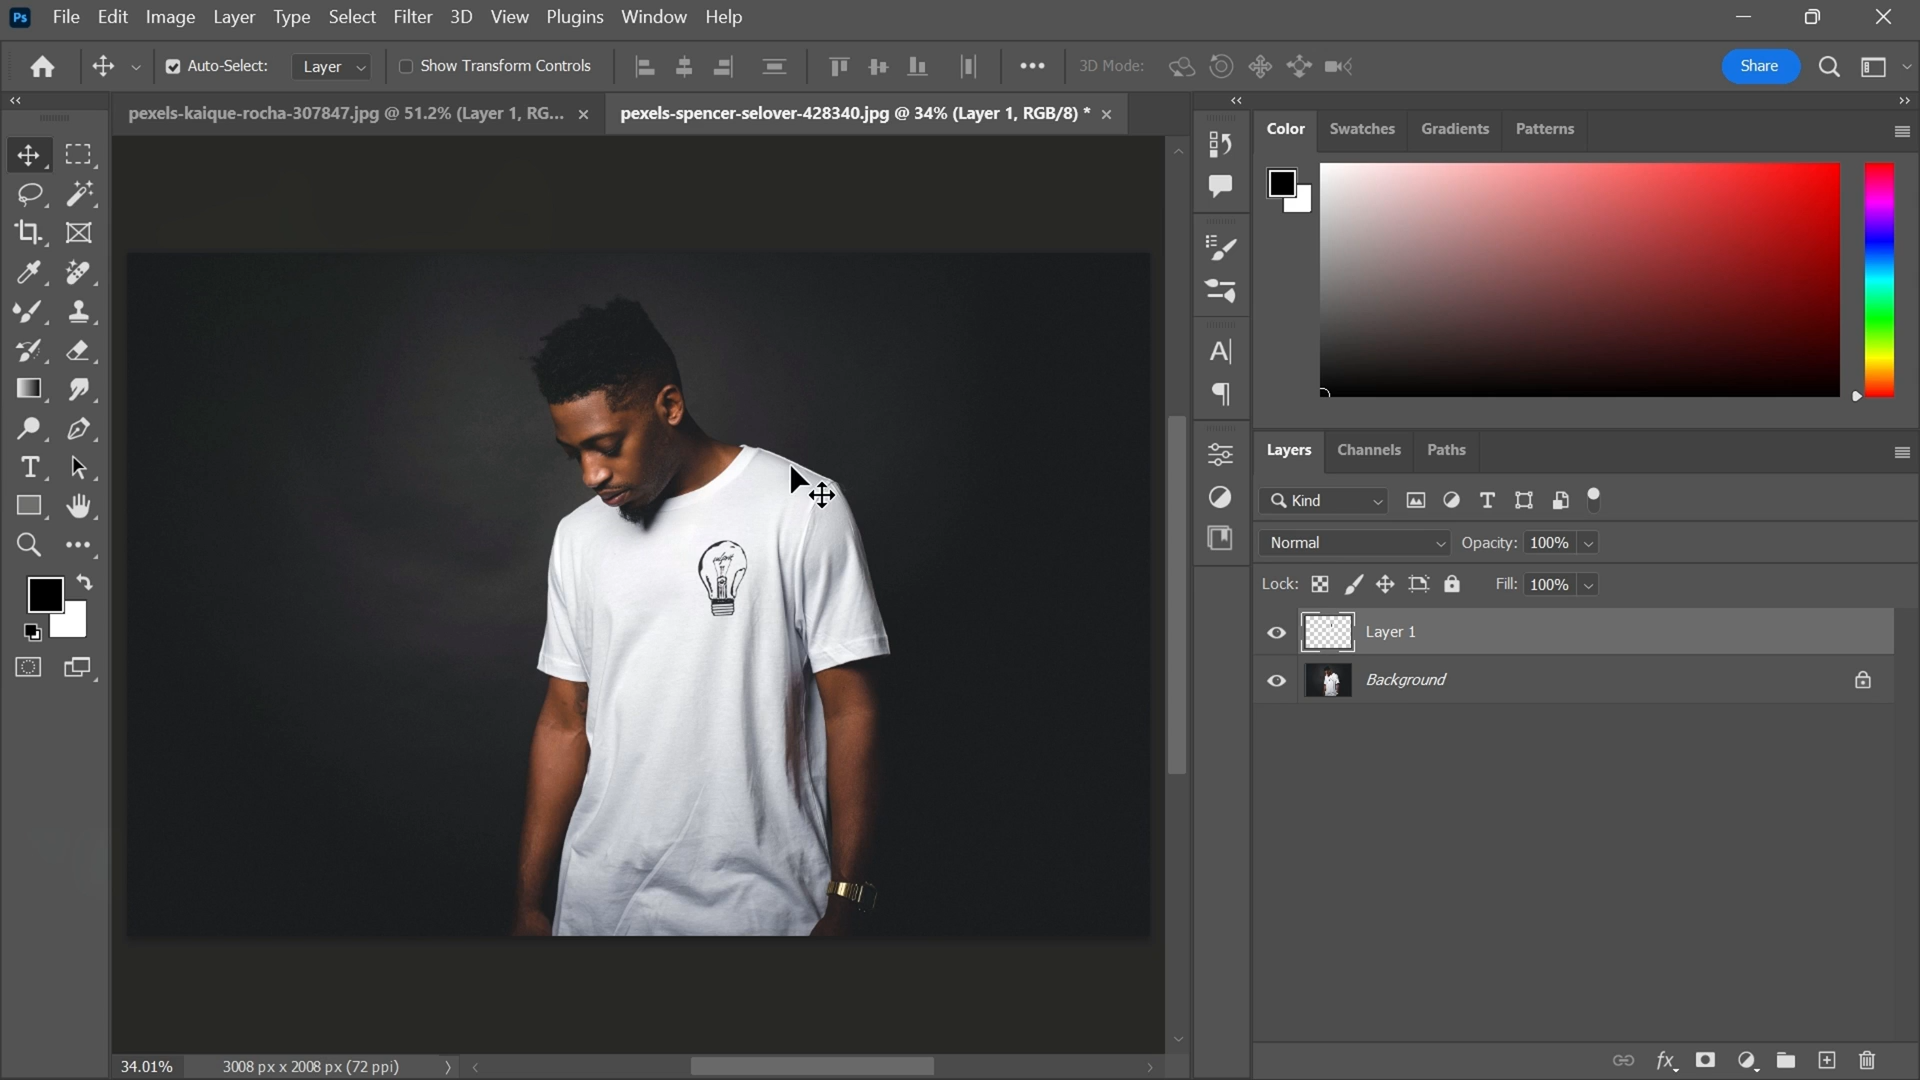 Ps File Edit Image Layer Type Select Filter 3D View Plugins Window Help
Auto-Select: Layer Show Transform Controls 3D Mode: Share
pexels-kaique-rocha-307847.jpg @ 51.2% (Layer 1, RG... pexels-spencer-selover-428340.jpg @ 34% (Layer 1, RGB/8) *
Color Swatches Gradients Patterns
Layers Channels Paths
Kind
Normal Opacity: 100%
Lock: Fill: 100%
Layer 1
Background
34.01% 3008 px x 2008 px (72 ppi)